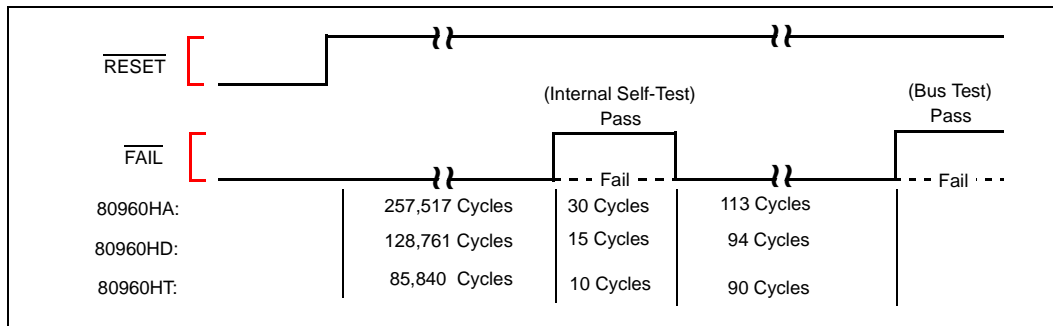 RESET
(Internal Self-Test)
Pass
(Bus Test)
Pass
FAIL
Fail
Fail
80960HA: 257,517 Cycles 30 Cycles 113 Cycles
80960HD: 128,761 Cycles 15 Cycles 94 Cycles
80960HT: 85,840 Cycles 10 Cycles 90 Cycles